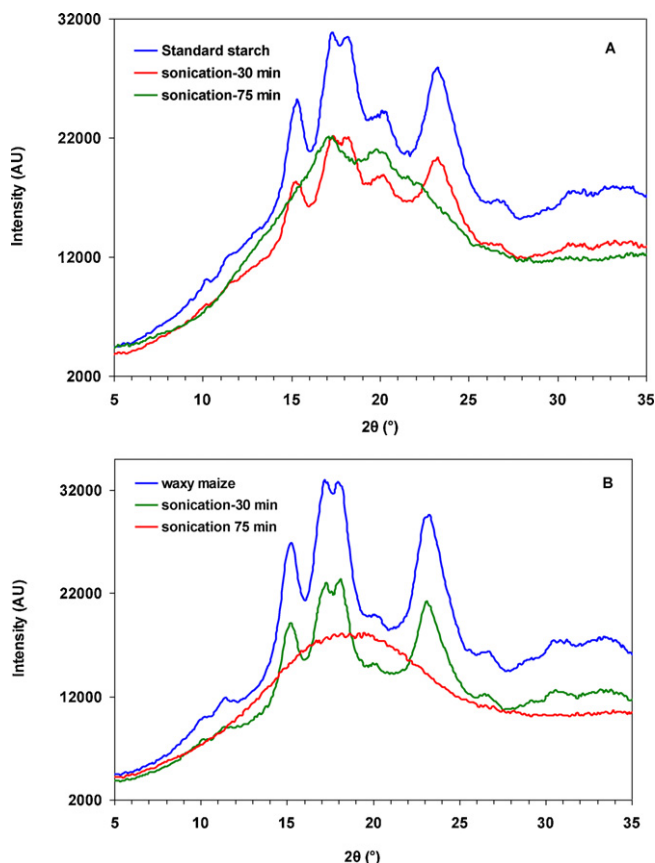 32000
Standard starch
A
sonication-30 min
sonication-75 min
22000
Intensity (AU)
12000
2000
5 10 15 20 25 30 35
2θ (°)
waxy maize
B
32000
sonication-30 min
sonication 75 min
22000
Intensity (AU)
12000
2000
5 10 15 20 25 30 35
2θ (°)